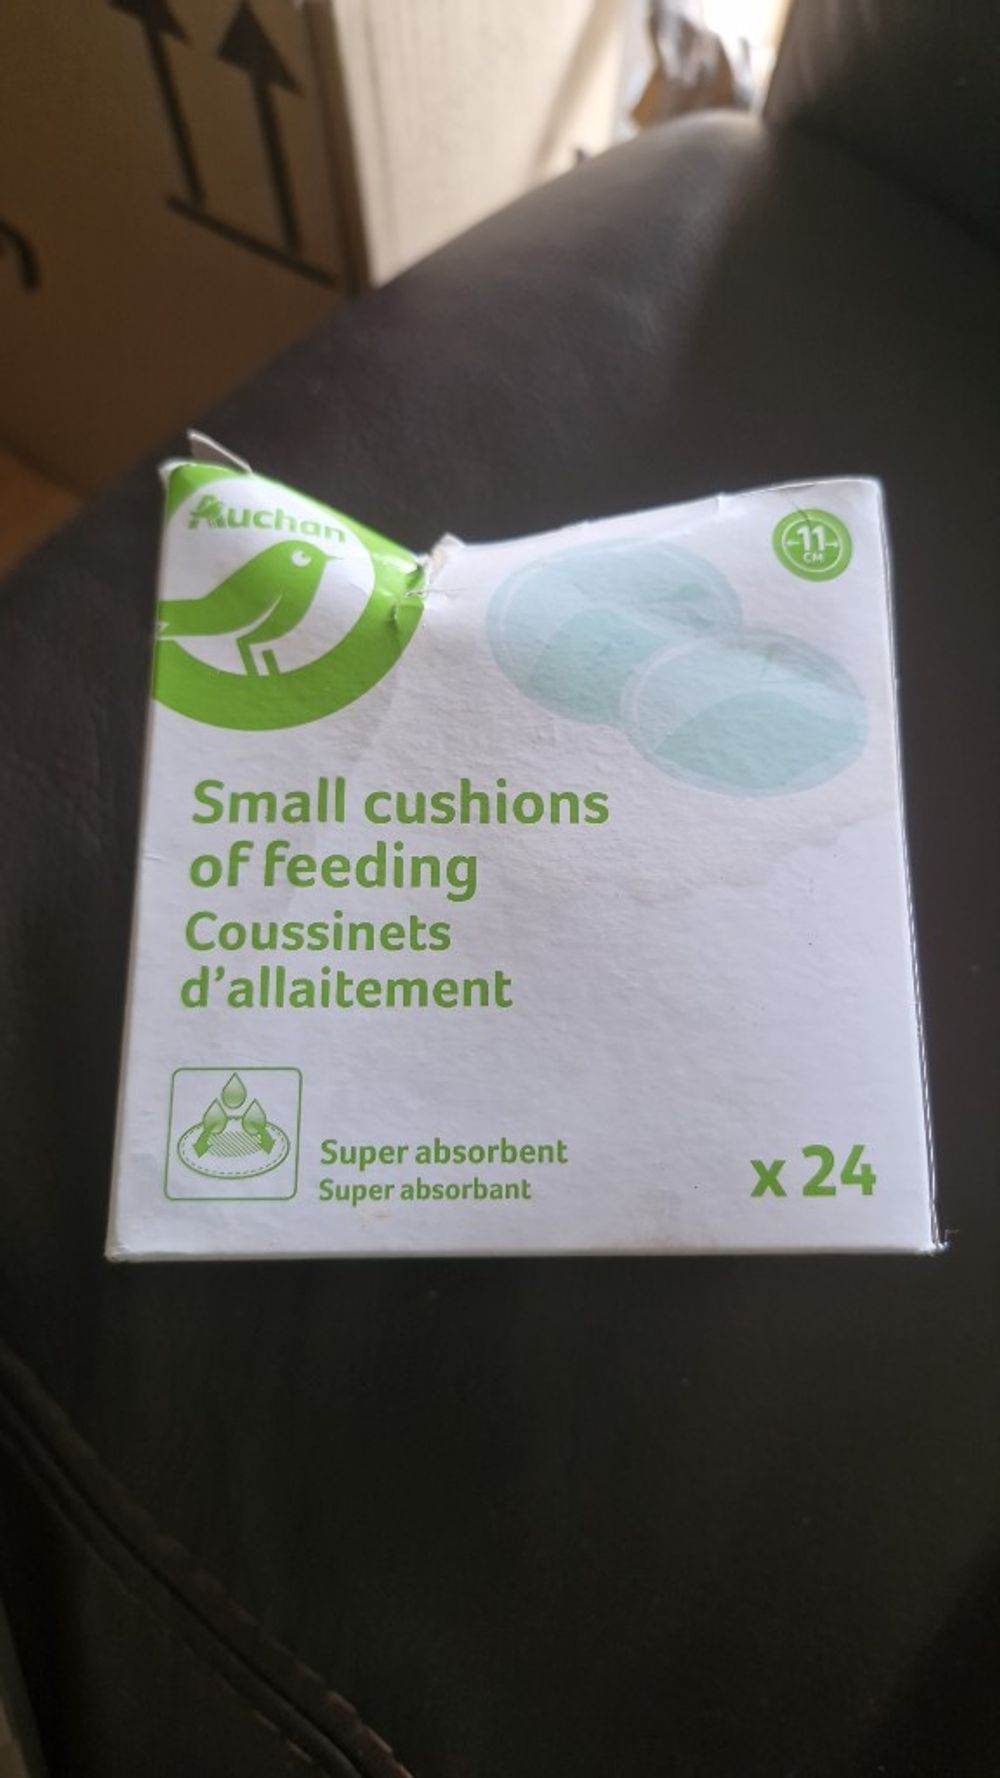 Auchan
11
CM
Small cushions
of feeding
Coussinets
d'allaitement
Super absorbent
Super absorbant
x 24